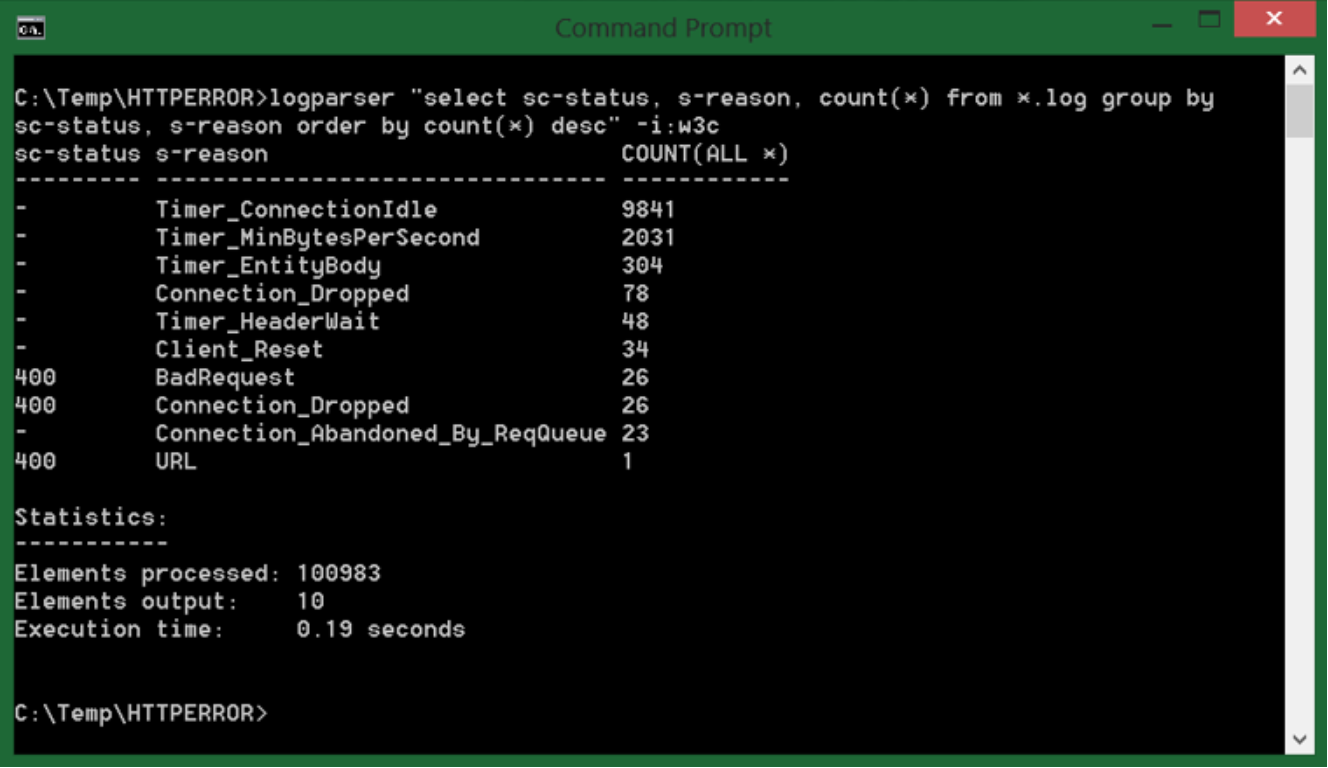 Command Prompt
C:\Temp\HTTPERROR>logparser "select sc-status, s-reason, count(*) from *.log group by
sc-status, s-reason order by count(*) desc" -i:w3c
sc-status s-reason                         COUNT(ALL *)
--------- -------------------------------- ------------
-         Timer_ConnectionIdle             9841
-         Timer_MinBytesPerSecond          2031
-         Timer_EntityBody                 304
-         Connection_Dropped               78
-         Timer_HeaderWait                 48
-         Client_Reset                     34
400       BadRequest                       26
400       Connection_Dropped               26
-         Connection_Abandoned_By_ReqQueue 23
400       URL                              1
Statistics:
-----------
Elements processed: 100983
Elements output:    10
Execution time:     0.19 seconds
C:\Temp\HTTPERROR>